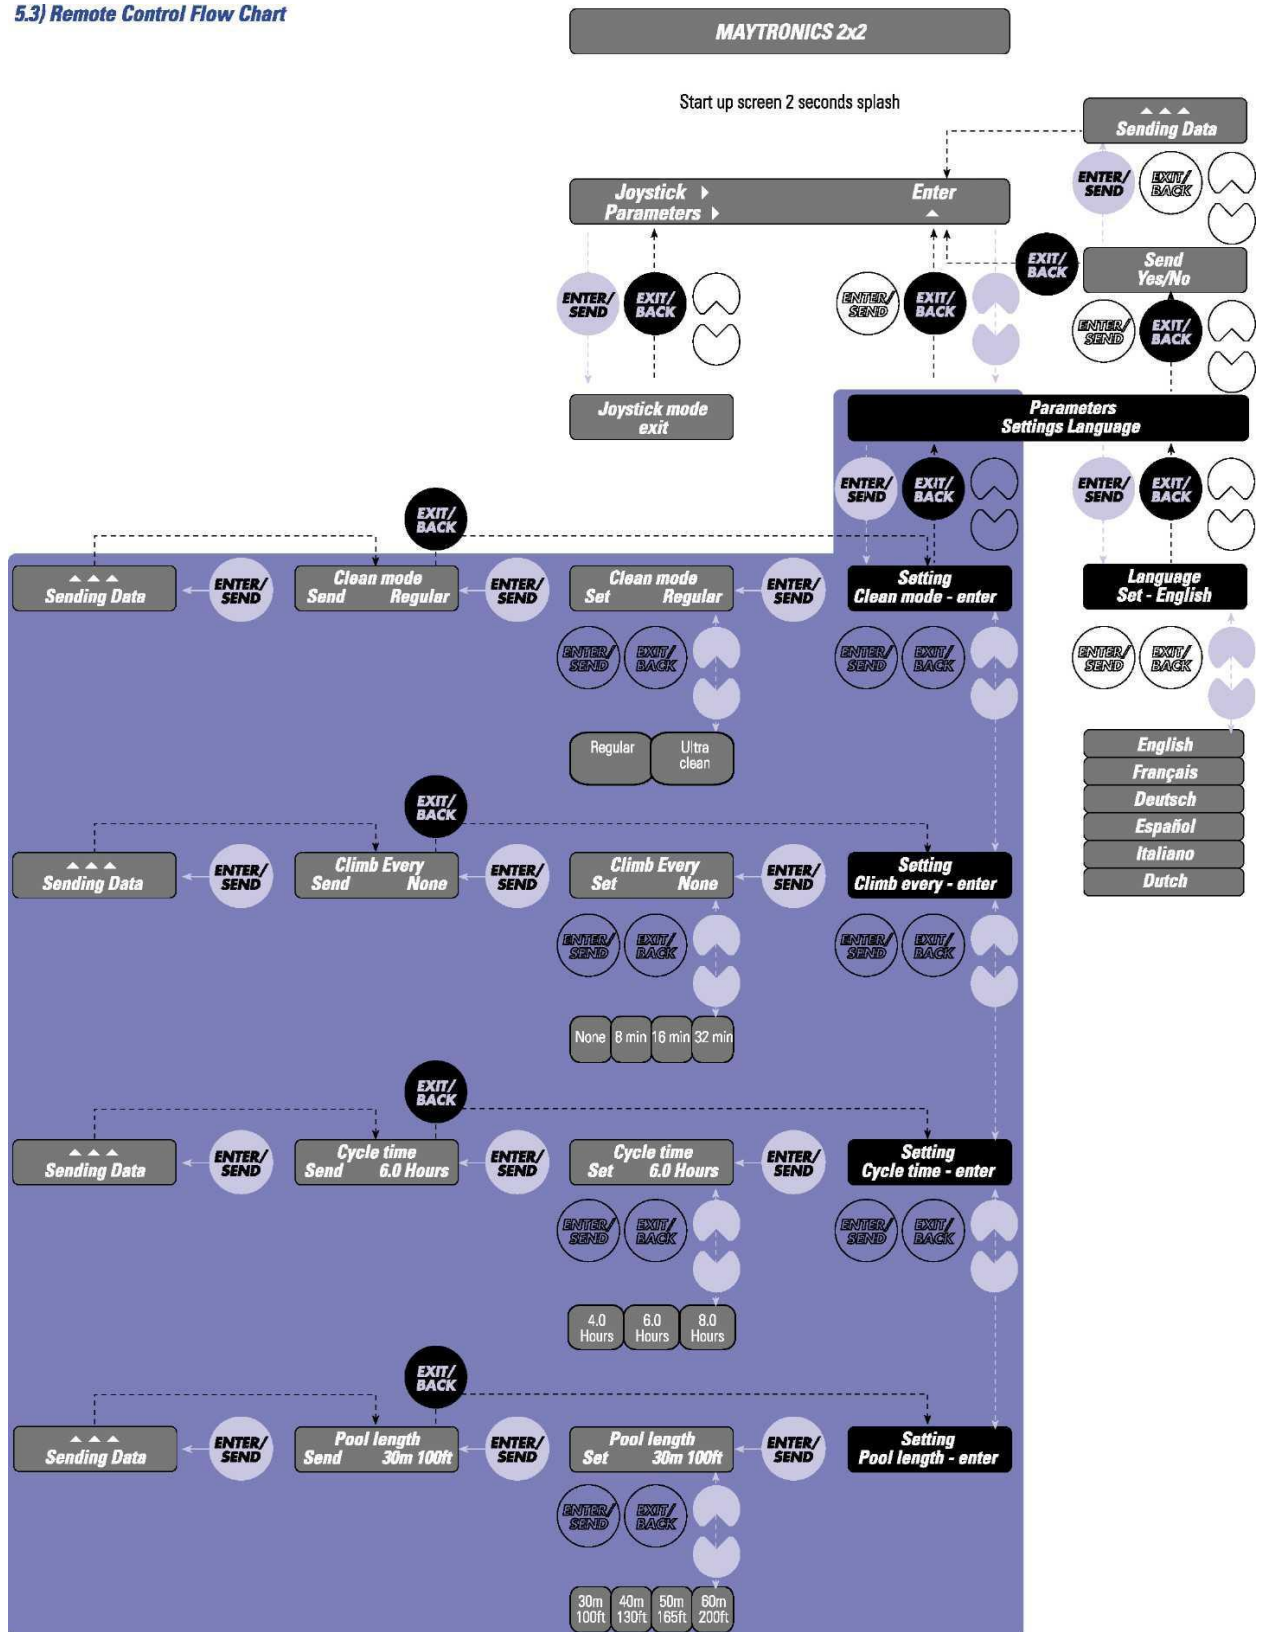 5.3) Remote Control Flow Chart
MAYTRONICS 2x2
Start up screen 2 seconds splash
Sending Data
ENTER/
SEND
EXIT/
BACK
Joystick
Enter
Parameters
Send
Yes/No
EXIT/
BACK
ENTER/
SEND
EXIT/
BACK
ENTER/
SEND
EXIT/
BACK
ENTER/
SEND
EXIT/
BACK
Joystick mode
exit
Parameters
Settings Language
ENTER/
SEND
EXIT/
BACK
ENTER/
SEND
EXIT/
BACK
EXIT/
BACK
Sending Data
ENTER/
SEND
Clean mode
Send Regular
ENTER/
SEND
Clean mode
Set Regular
ENTER/
SEND
Setting
Clean mode - enter
Language
Set - English
ENTER/
SEND
EXIT/
BACK
ENTER/
SEND
EXIT/
BACK
ENTER/
SEND
EXIT/
BACK
Regular
Ultra
clean
English
Français
Deutsch
Español
Italiano
Dutch
EXIT/
BACK
Sending Data
ENTER/
SEND
Climb Every
Send None
ENTER/
SEND
Climb Every
Set None
ENTER/
SEND
Setting
Climb every - enter
ENTER/
SEND
EXIT/
BACK
ENTER/
SEND
EXIT/
BACK
None
8 min
16 min
32 min
EXIT/
BACK
Sending Data
ENTER/
SEND
Cycle time
Send 6.0 Hours
ENTER/
SEND
Cycle time
Set 6.0 Hours
ENTER/
SEND
Setting
Cycle time - enter
ENTER/
SEND
EXIT/
BACK
ENTER/
SEND
EXIT/
BACK
4.0
Hours
6.0
Hours
8.0
Hours
EXIT/
BACK
Sending Data
ENTER/
SEND
Pool length
Send 30m 100ft
ENTER/
SEND
Pool length
Set 30m 100ft
ENTER/
SEND
Setting
Pool length - enter
ENTER/
SEND
EXIT/
BACK
30m
100ft
40m
130ft
50m
165ft
60m
200ft